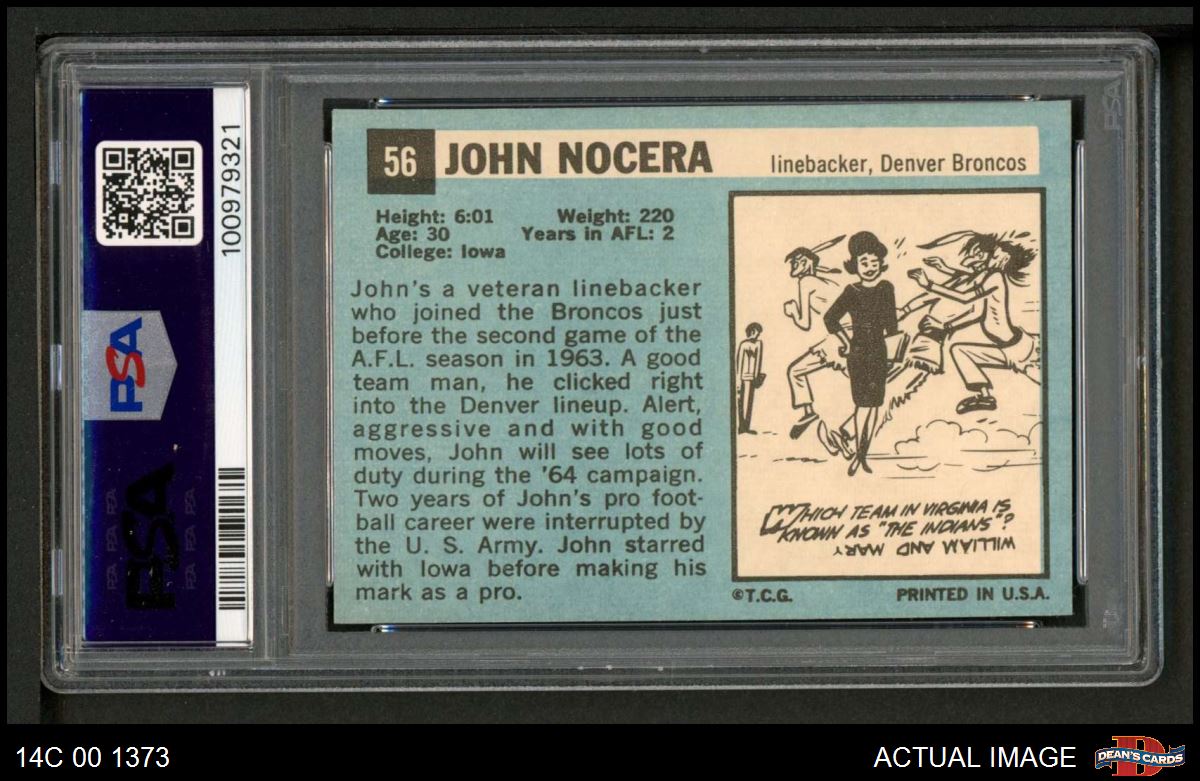 100979321
PSA
PSA
56 JOHN NOCERA linebacker, Denver Broncos
Height: 6:01 Weight: 220
Age: 30 Years in AFL: 2
College: Iowa
John's a veteran linebacker
who joined the Broncos just
before the second game of the
A.F.L. season in 1963. A good
team man, he clicked right
into the Denver lineup. Alert,
aggressive and with good
moves, John will see lots of
duty during the '64 campaign.
Two years of John's pro foot-
ball career were interrupted by
the U. S. Army. John starred
with Iowa before making his
mark as a pro.
WHICH TEAM IN VIRGINIA IS
KNOWN AS "THE INDIANS"?
WILLIAM AND MARY
©T.C.G. PRINTED IN U.S.A.
PSA
14C 00 1373
ACTUAL IMAGE
D
DEAN'S CARDS